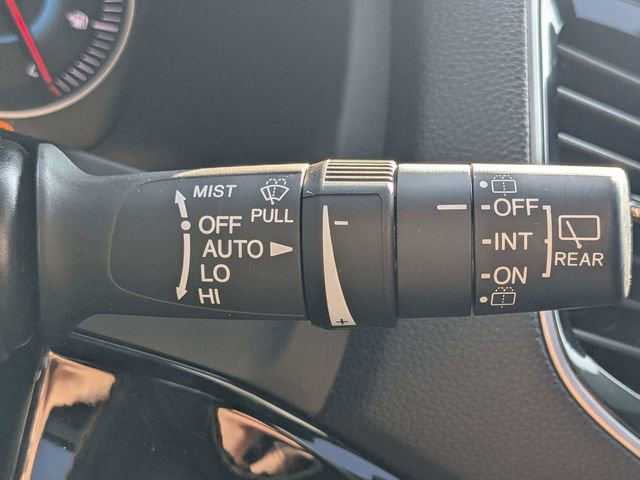 MIST
OFF
AUTO
LO
HI
PULL
−
+
OFF
INT
ON
REAR